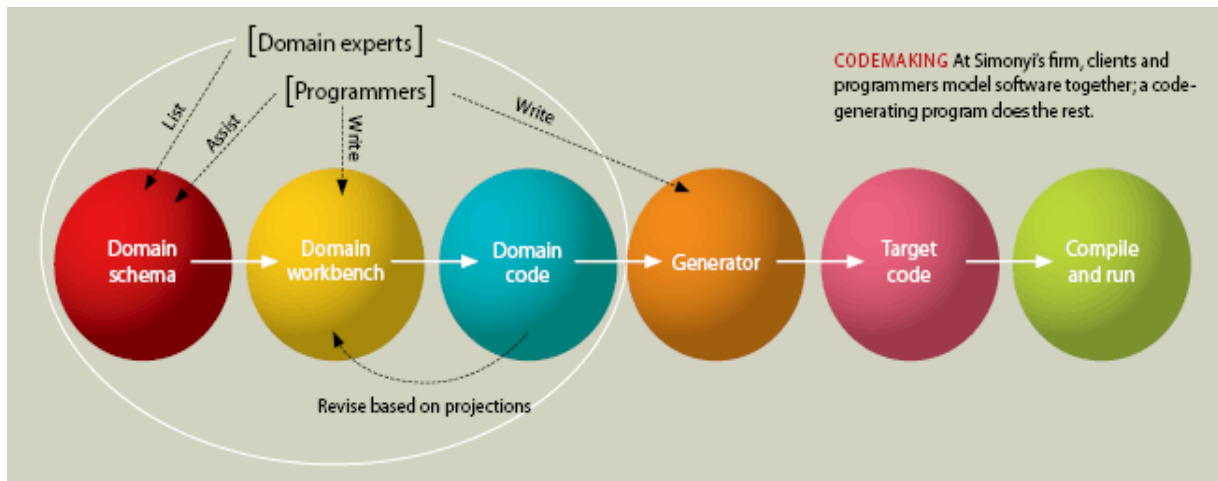 [Domain experts]
CODEMAKING At Simonyi's firm, clients and
programmers model software together; a code-
generating program does the rest.
[Programmers]
List
Assist
Write
Write
Domain
schema
Domain
workbench
Domain
code
Generator
Target
code
Compile
and run
Revise based on projections